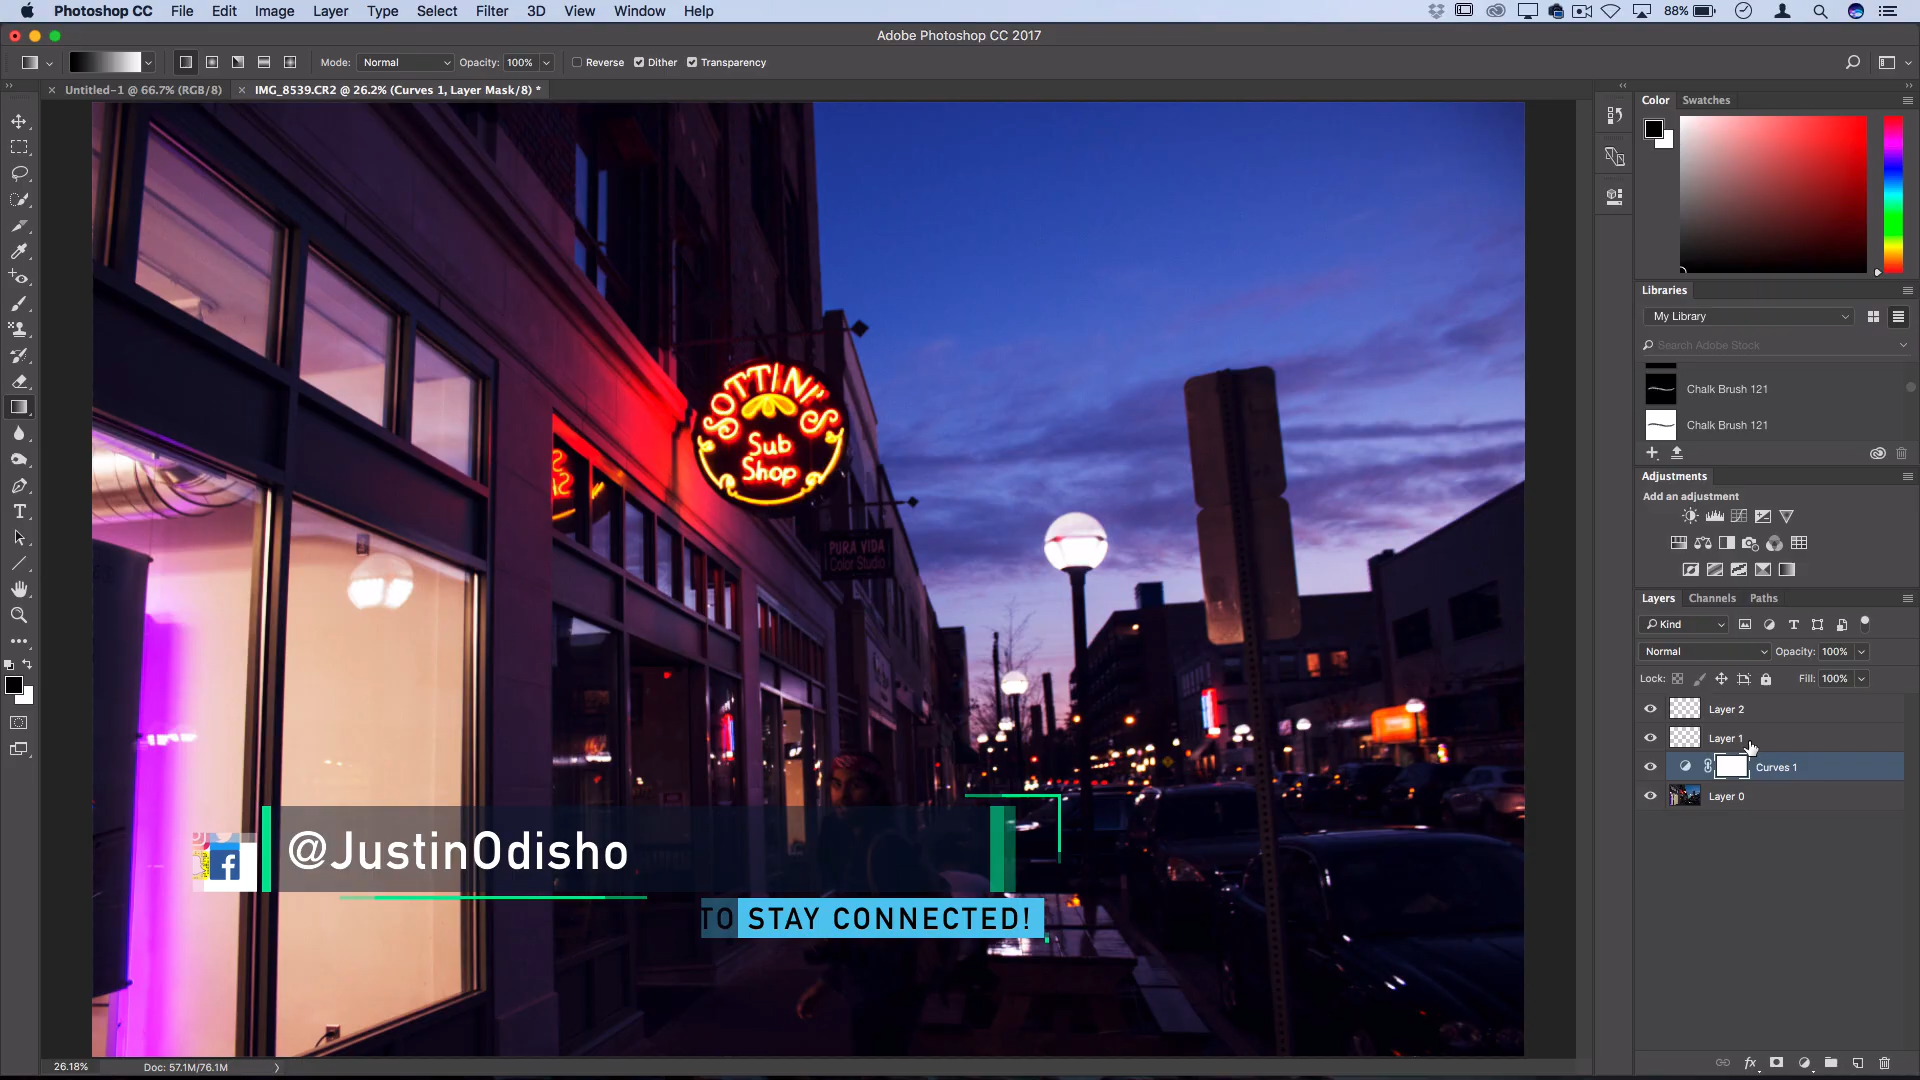 Photoshop CC File Edit Image Layer Type Select Filter 3D View Window Help
88%
Adobe Photoshop CC 2017
Mode: Normal Opacity: 100% Reverse Dither Transparency
Untitled-1 @ 66.7% (RGB/8)
IMG_8539.CR2 @ 26.2% (Curves 1, Layer Mask/8) *
Color Swatches
Libraries
My Library
Search Adobe Stock
Chalk Brush 121
Chalk Brush 121
Adjustments
Add an adjustment
Layers Channels Paths
Kind
Normal Opacity: 100%
Lock: Fill: 100%
Layer 2
Layer 1
Curves 1
Layer 0
SOTTINI'S
Sub
Shop
PURA VIDA
Color Studio
@JustinOdisho
TO STAY CONNECTED!
26.18% Doc: 57.1M/76.1M